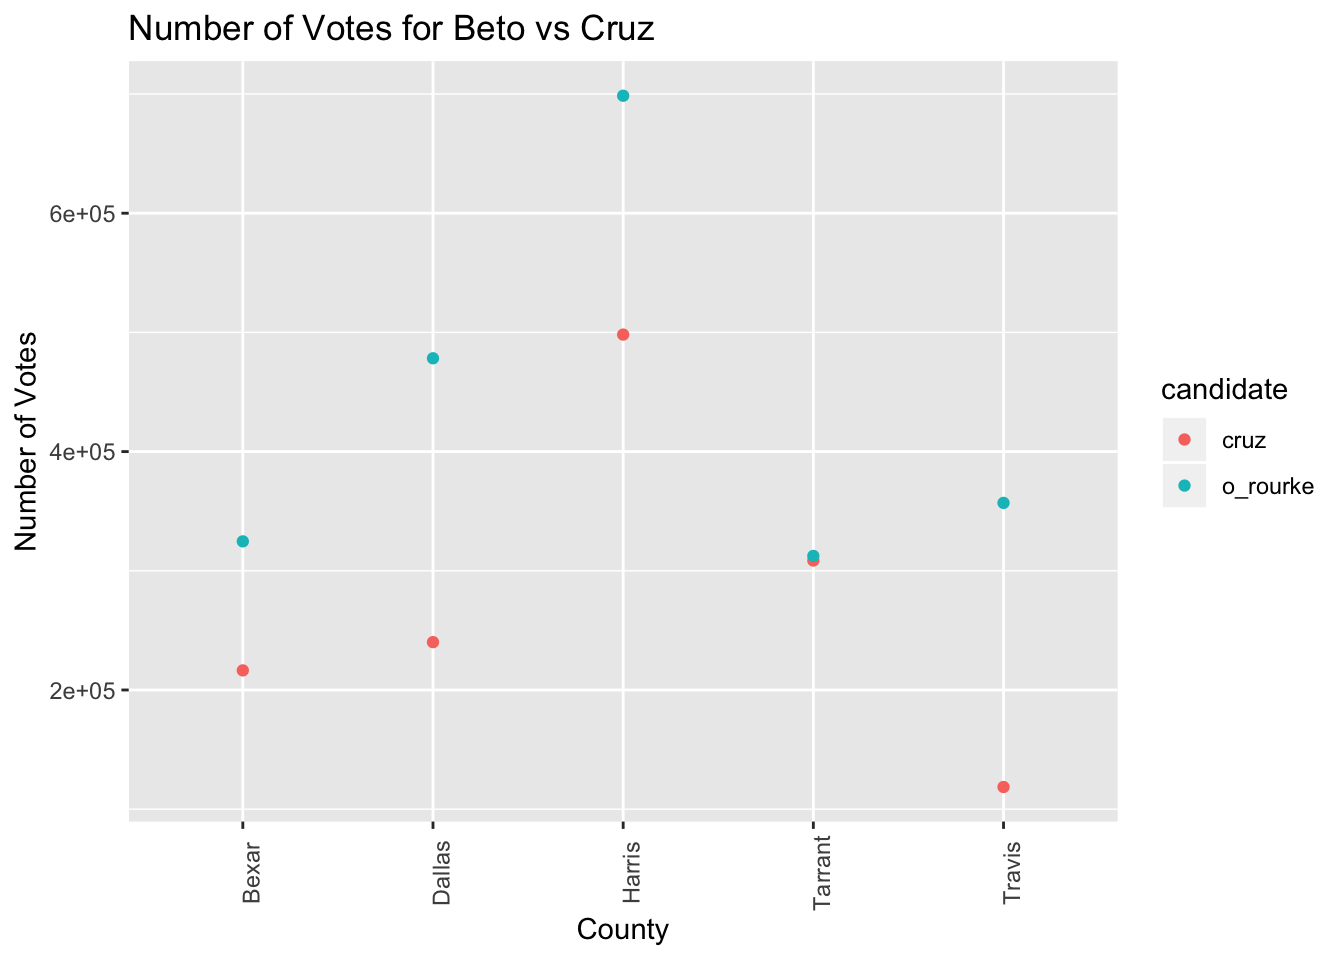 Number of Votes for Beto vs Cruz
Number of Votes
6e+05
4e+05
2e+05
Bexar
Dallas
Harris
Tarrant
Travis
County
candidate
cruz
o_rourke